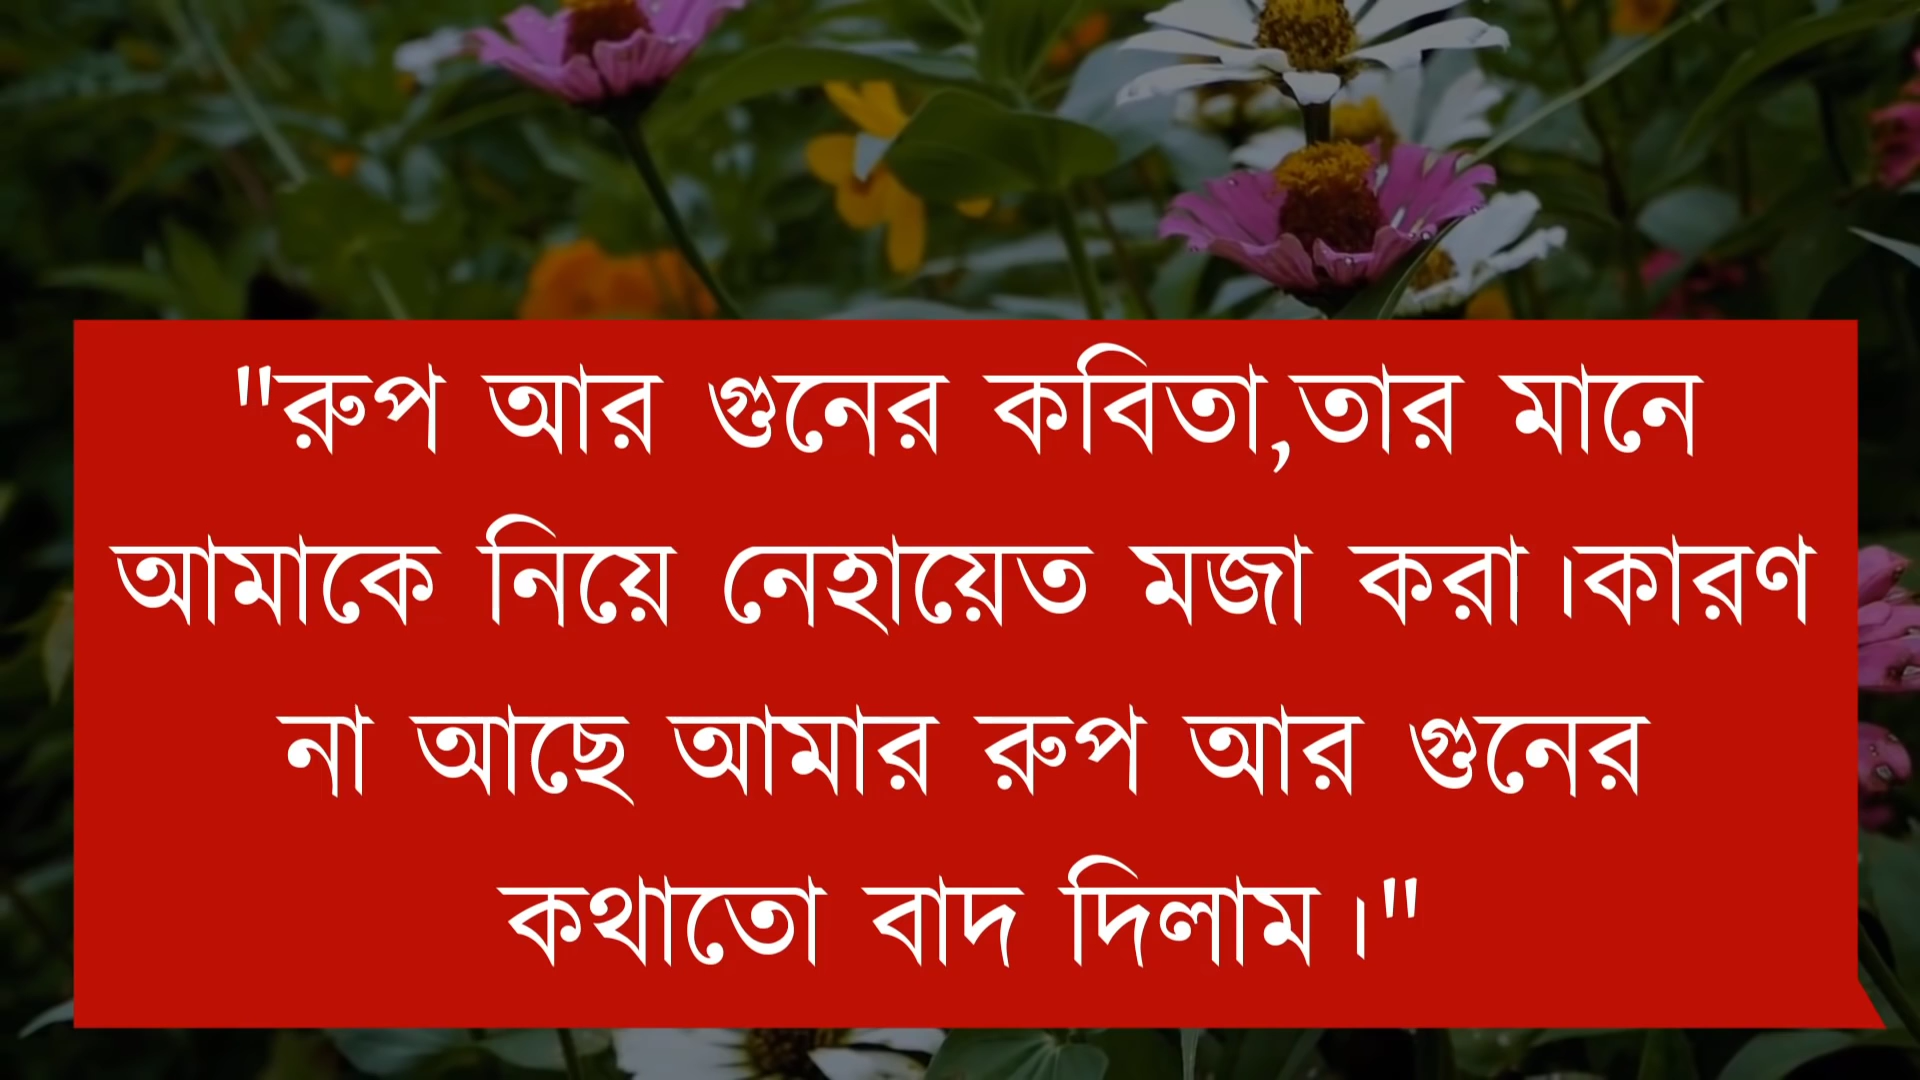 "রুপ আর গুনের কবিতা,তার মানে
আমাকে নিয়ে নেহায়েত মজা করা।কারণ
না আছে আমার রুপ আর গুনের
কথাতো বাদ দিলাম।"